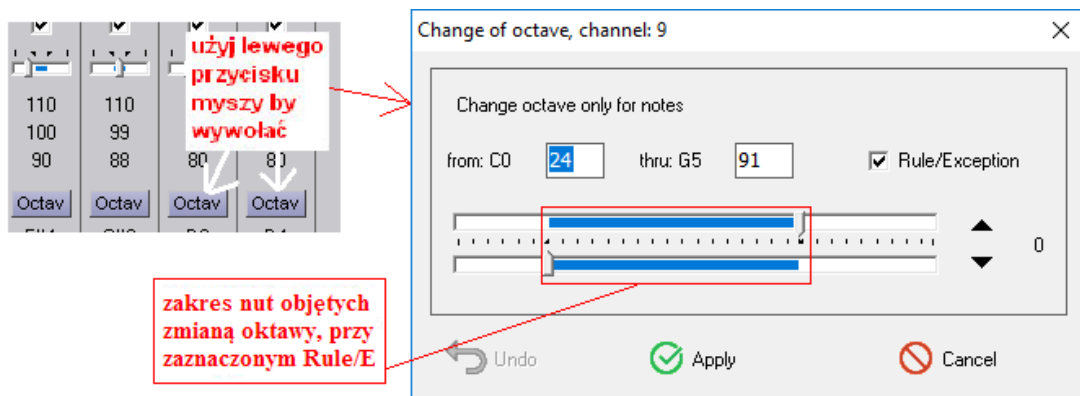 użyj lewego
przycisku
myszy by
wywołać
110 110
100 99
90 88 80 80
Octav Octav Octav Octav
Change of octave, channel: 9
Change octave only for notes
from: C0 24 thru: G5 91 Rule/Exception
0
Undo Apply Cancel
zakres nut objętych
zmianą oktawy, przy
zaznaczonym Rule/E